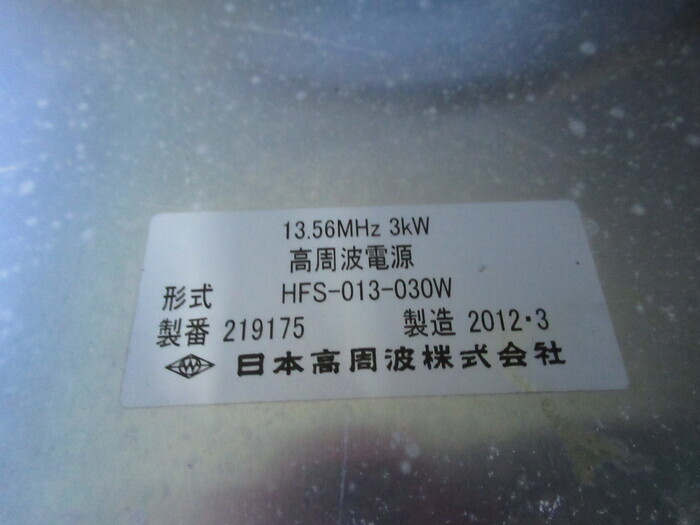 13.56MHz 3kW
高周波電源
形式 HFS-013-030W
製番 219175 製造 2012・3
日本高周波株式会社